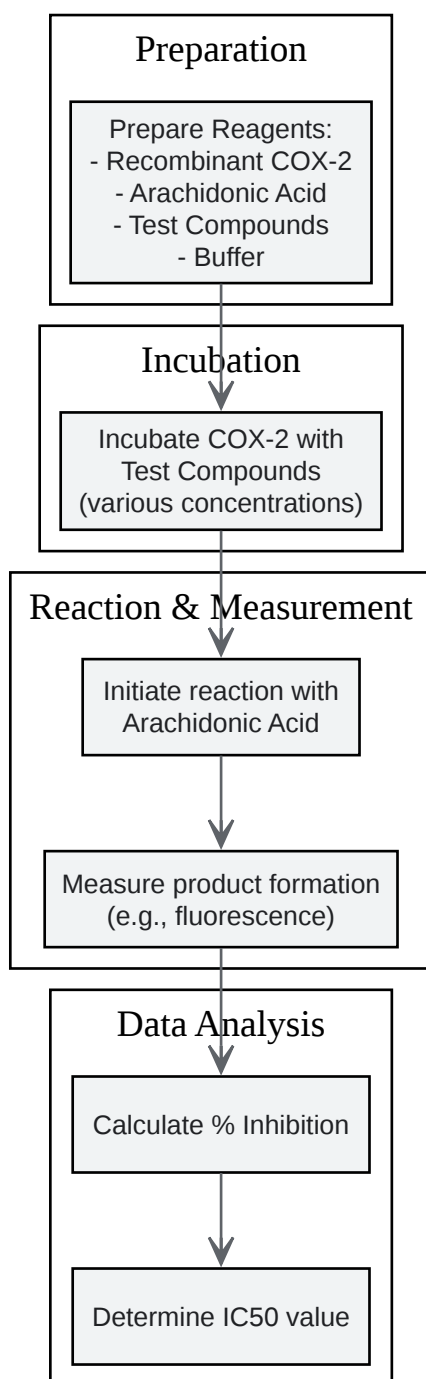 Preparation
Prepare Reagents:
- Recombinant COX-2
- Arachidonic Acid
- Test Compounds
- Buffer
Incubation
Incubate COX-2 with
Test Compounds
(various concentrations)
Reaction & Measurement
Initiate reaction with
Arachidonic Acid
Measure product formation
(e.g., fluorescence)
Data Analysis
Calculate % Inhibition
Determine IC50 value